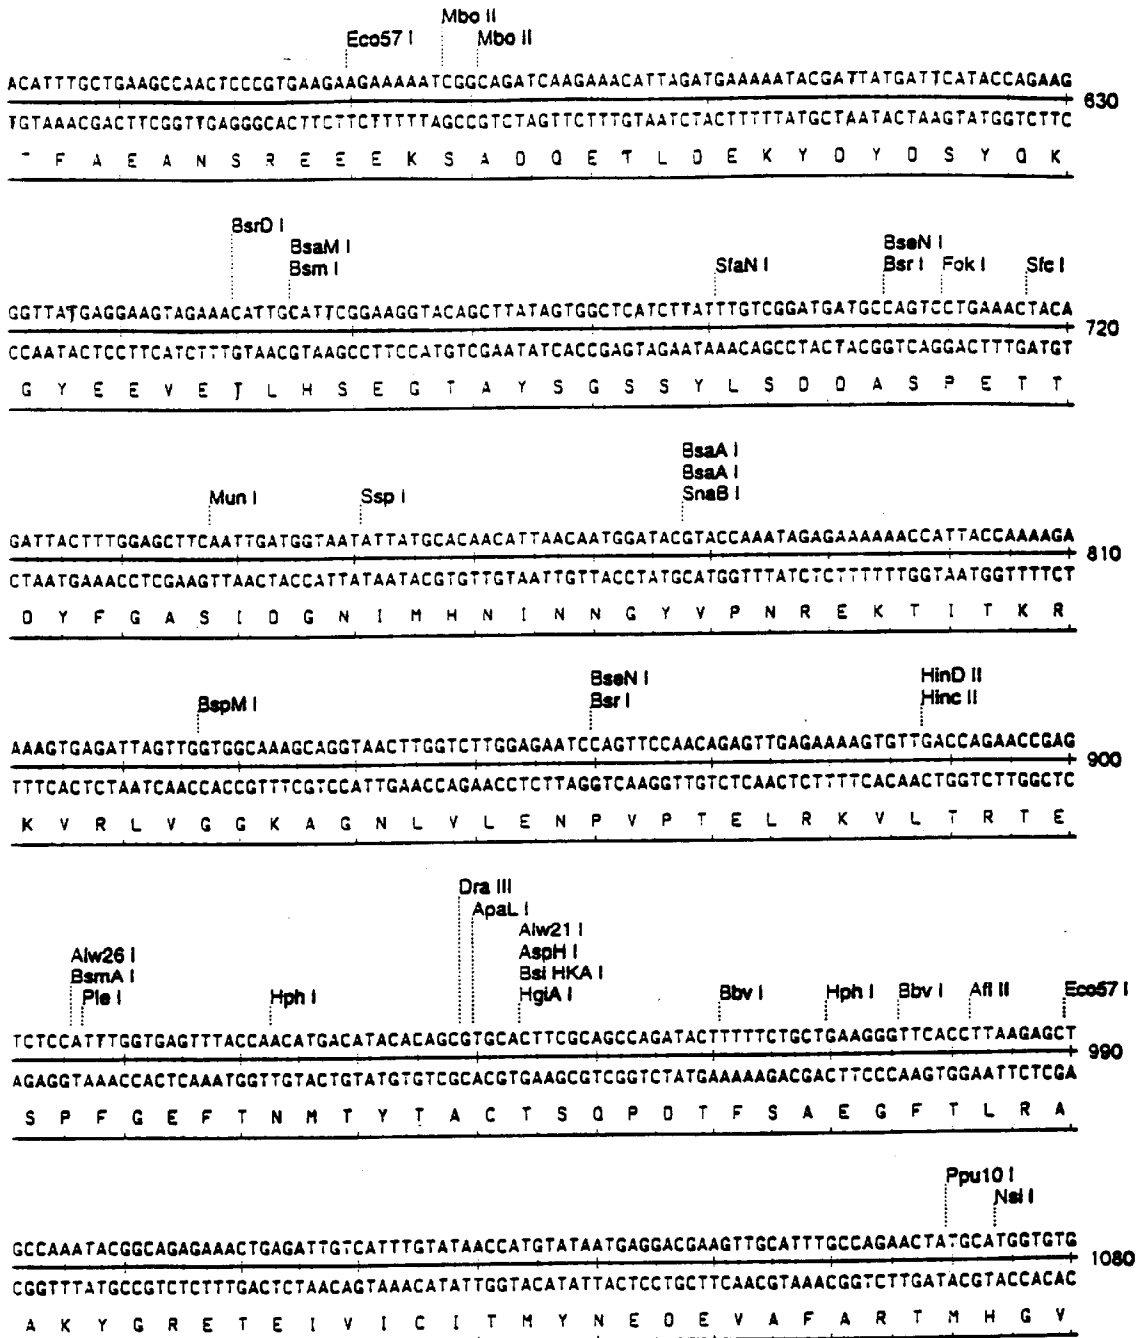 Mbo II
Eco57 I Mbo II
ACATTTGCTGAAGCCAACTCCCGTGAAGAAGAAAAATCGGCAGATCAAGAAACATTAGATGAAAAATACGATTATGATTCATACCAGAAG
630
TGTAAACGACTTCGGTTGAGGGCACTTCTTCTTTTTAGCCGTCTAGTTCTTTGTAATCTACTTTTTATGCTAATACTAAGTATGGTCTTC
T F A E A N S R E E E K S A D Q E T L D E K Y D Y D S Y Q K
BsrD I
BsaM I BseN I
Bsm I SfaN I Bsr I Fok I Sfc I
GGTTATGAGGAAGTAGAAACATTGCATTCGGAAGGTACAGCTTATAGTGGCTCATCTTATTTGTCGGATGATGCCAGTCCTGAAACTACA
720
CCAATACTCCTTCATCTTTGTAACGTAAGCCTTCCATGTCGAATATCACCGAGTAGAATAAACAGCCTACTACGGTCAGGACTTTGATGT
G Y E E V E T L H S E G T A Y S G S S Y L S D D A S P E T T
BsaA I
BsaA I
Mun I Ssp I SnaB I
GATTACTTTGGAGCTTCAATTGATGGTAATATTATGCACAACATTAACAATGGATACGTACCAAATAGAGAAAAAACCATTACCAAAAGA
810
CTAATGAAACCTCGAAGTTAACTACCATTATAATACGTGTTGTAATTGTTACCTATGCATGGTTTATCTCTTTTTTGGTAATGGTTTTCT
D Y F G A S I D G N I M H N I N N G Y V P N R E K T I T K R
BseN I HinD II
BspM I Bsr I Hinc II
AAAGTGAGATTAGTTGGTGGCAAAGCAGGTAACTTGGTCTTGGAGAATCCAGTTCCAACAGAGTTGAGAAAAGTGTTGACCAGAACCGAG
900
TTTCACTCTAATCAACCACCGTTTCGTCCATTGAACCAGAACCTCTTAGGTCAAGGTTGTCTCAACTCTTTTCACAACTGGTCTTGGCTC
K V R L V G G K A G N L V L E N P V P T E L R K V L T R T E
Dra III
ApaL I
Alw21 I
Alw26 I AspH I
BsmA I Bsi HKA I
Ple I Hph I HgiA I Bbv I Hph I Bbv I Afl II Eco57 I
TCTCCATTTGGTGAGTTTACCAACATGACATACACAGCGTGCACTTCGCAGCCAGATACTTTTTCTGCTGAAGGGTTCACCTTAAGAGCT
990
AGAGGTAAACCACTCAAATGGTTGTACTGTATGTGTCGCACGTGAAGCGTCGGTCTATGAAAAAGACGACTTCCCAAGTGGAATTCTCGA
S P F G E F T N M T Y T A C T S Q P D T F S A E G F T L R A
Ppu10 I
Nsi I
GCCAAATACGGCAGAGAAACTGAGATTGTCATTTGTATAACCATGTATAATGAGGACGAAGTTGCATTTGCCAGAACTATGCATGGTGTG
1080
CGGTTTATGCCGTCTCTTTGACTCTAACAGTAAACATATTGGTACATATTACTCCTGCTTCAACGTAAACGGTCTTGATACGTACCACAC
A K Y G R E T E I V I C I T M Y N E D E V A F A R T M H G V